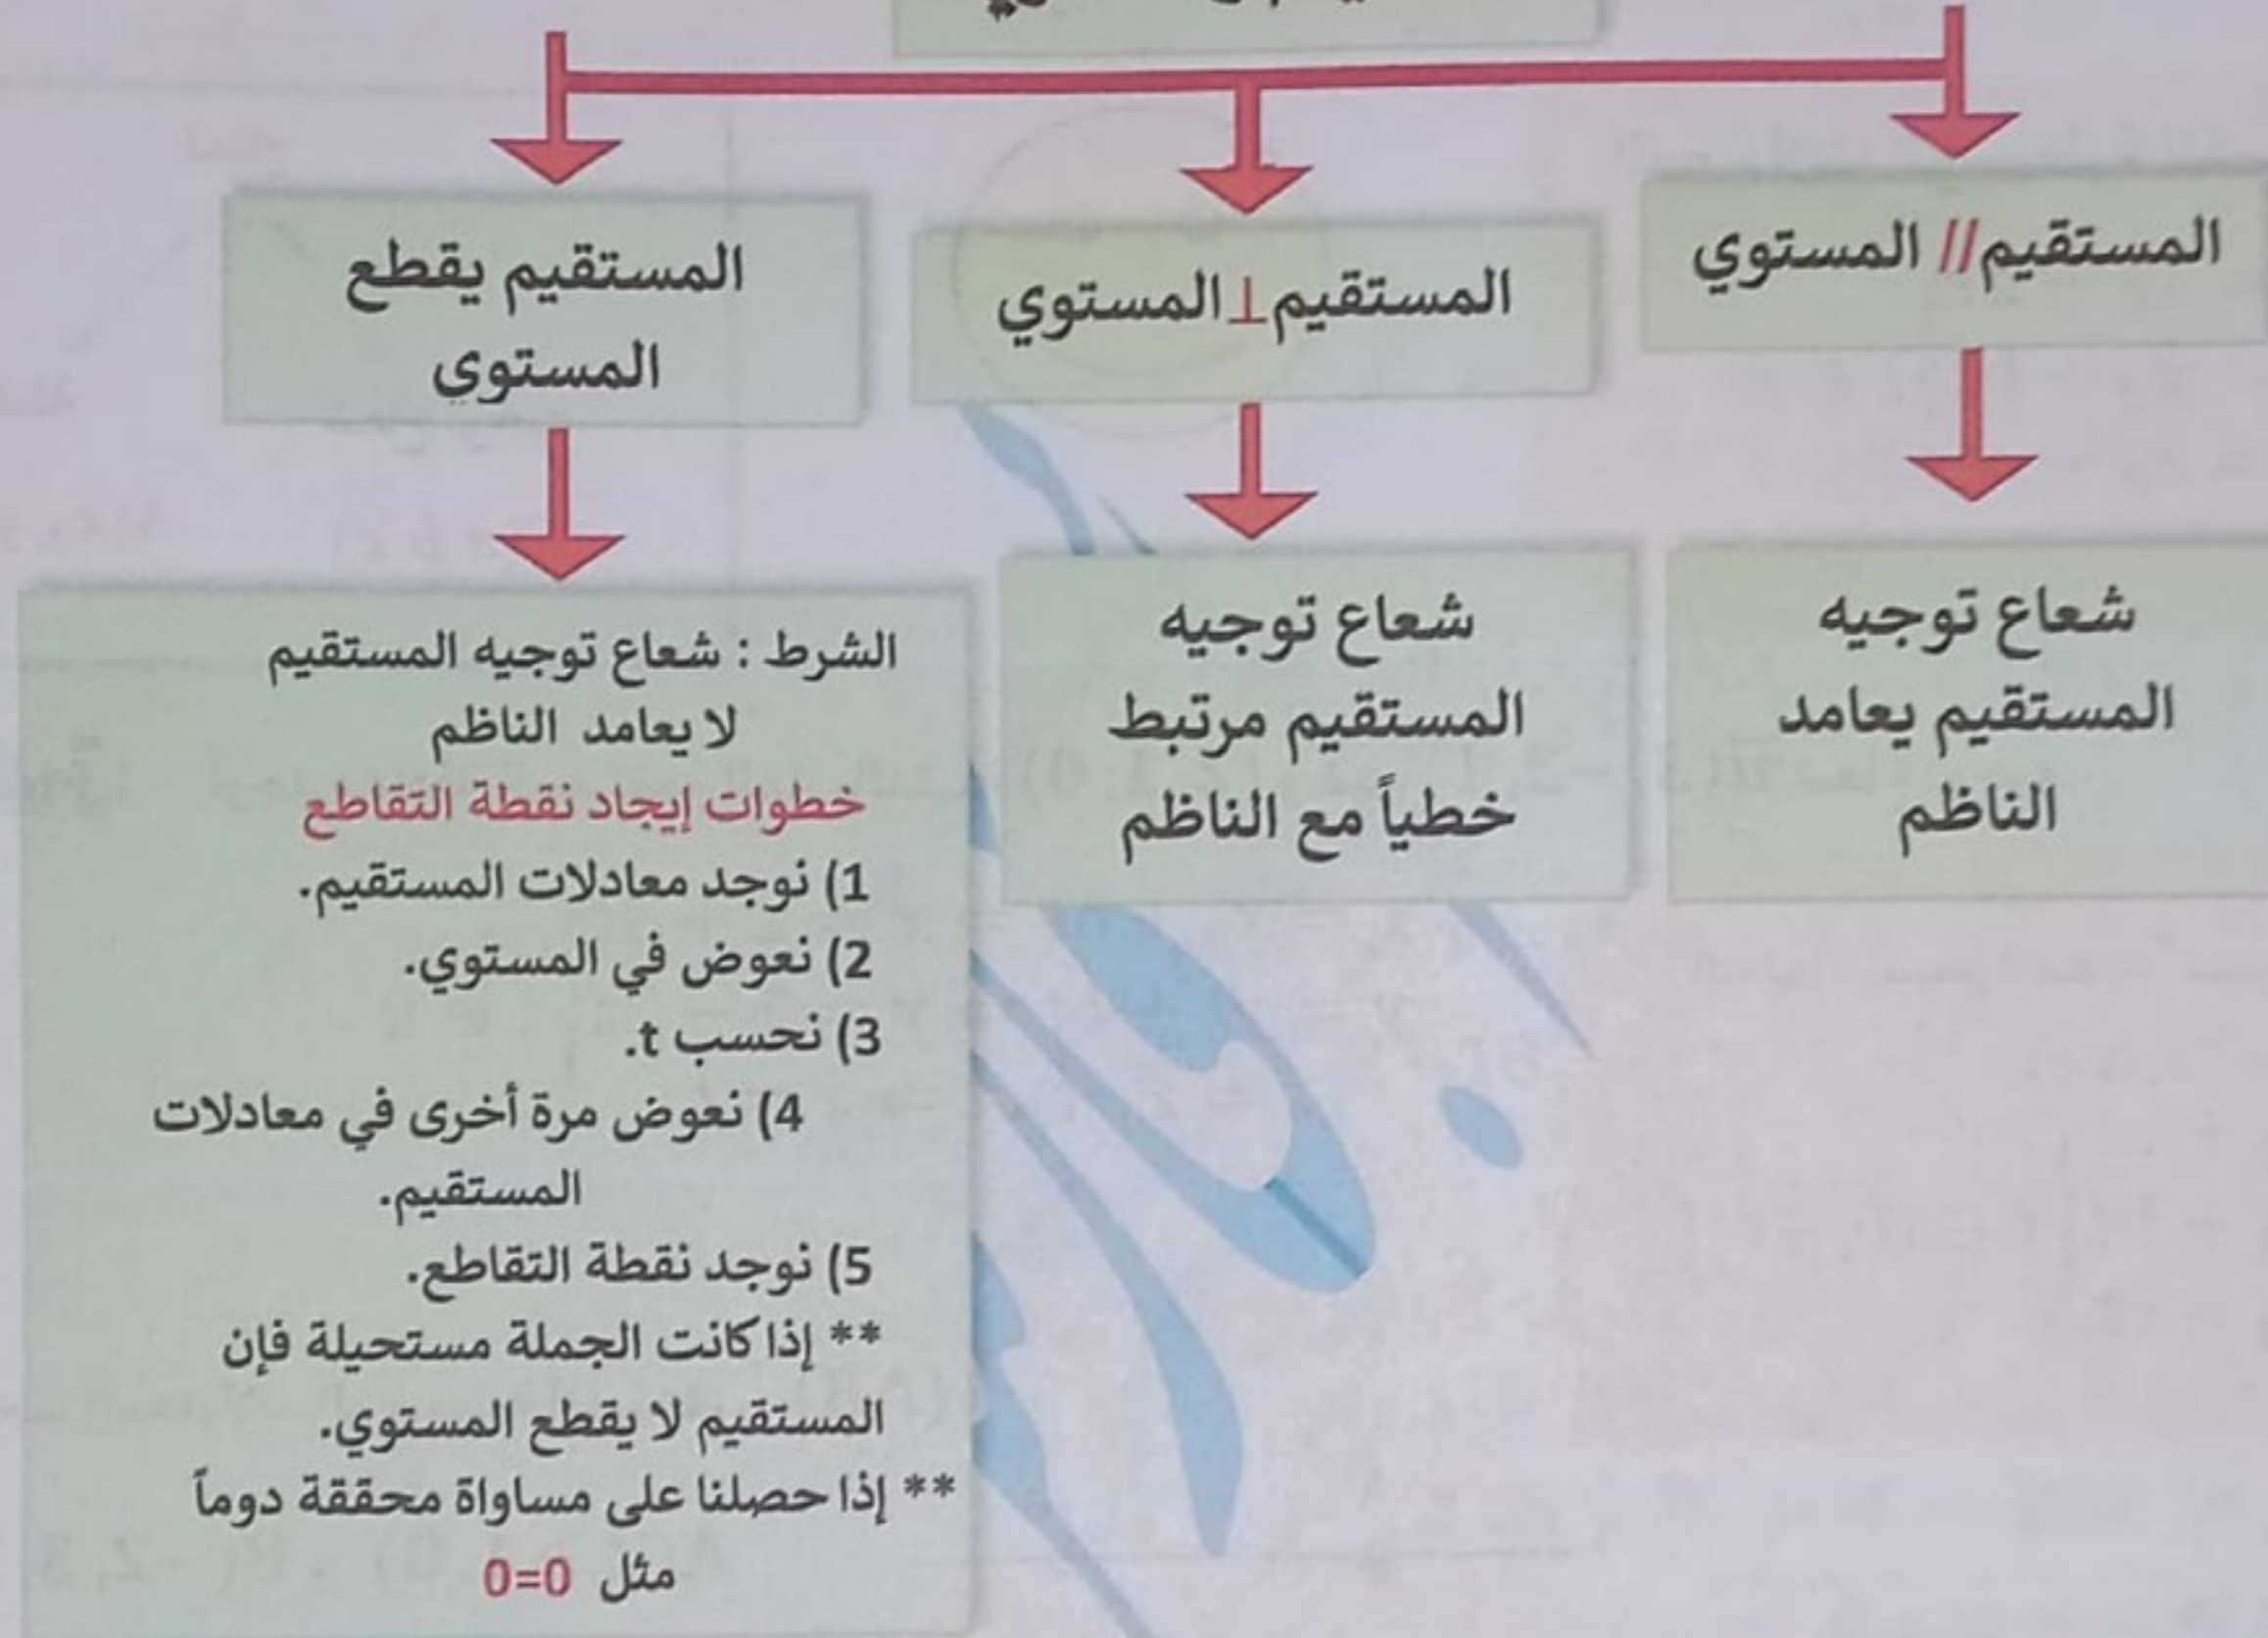 المستقيم // المستوي
المستقيم ⊥ المستوي
المستقيم يقطع
المستوي
شعاع توجيه
المستقيم يعامد
الناظم
شعاع توجيه
المستقيم مرتبط
خطياً مع الناظم
الشرط : شعاع توجيه المستقيم
لا يعامد الناظم
خطوات إيجاد نقطة التقاطع
1) نوجد معادلات المستقيم.
2) نعوض في المستوي.
3) نحسب t.
4) نعوض مرة أخرى في معادلات
المستقيم.
5) نوجد نقطة التقاطع.
** إذا كانت الجملة مستحيلة فإن
المستقيم لا يقطع المستوي.
** إذا حصلنا على مساواة محققة دوماً
مثل 0=0